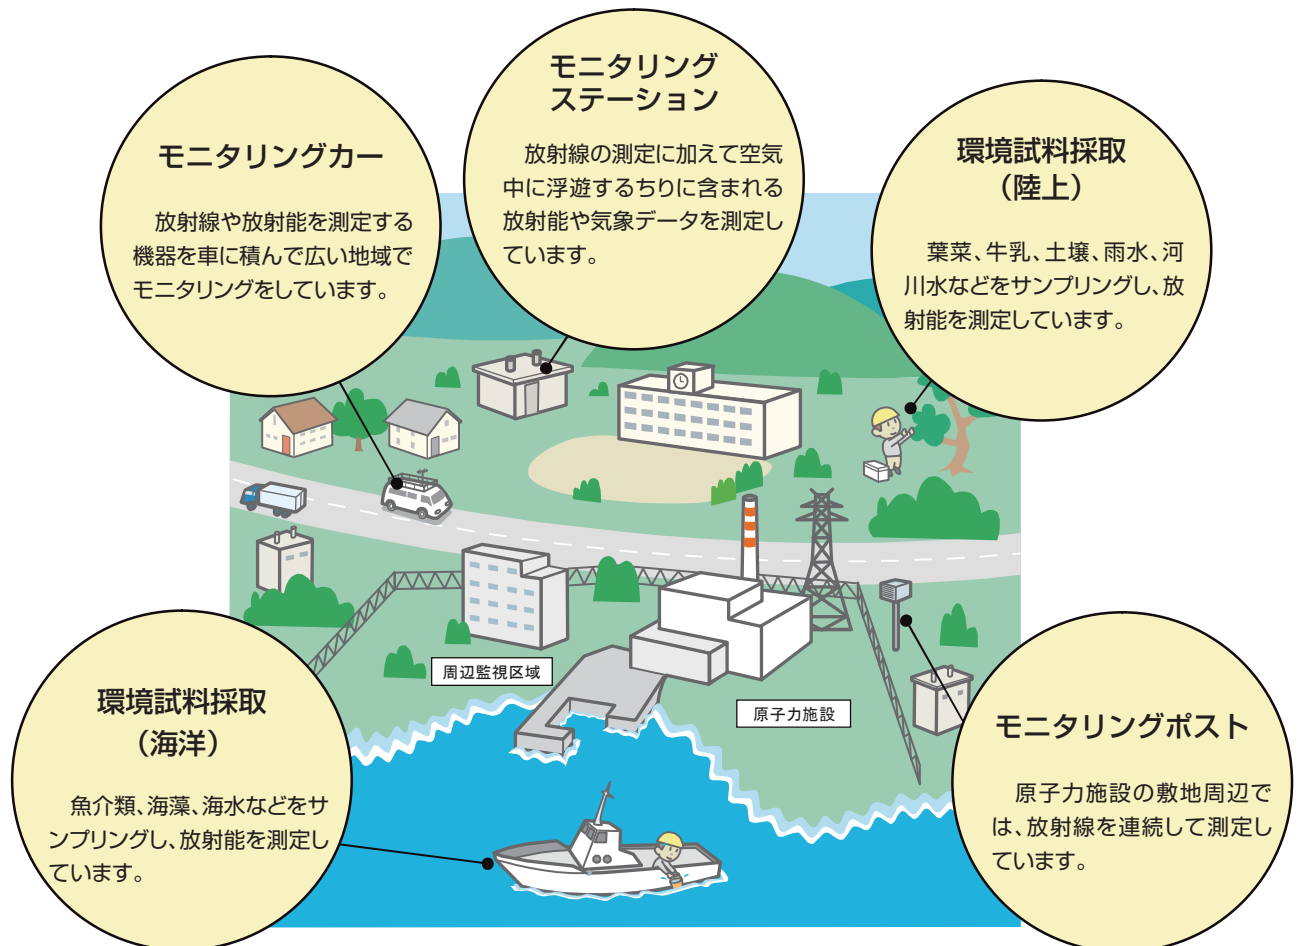 モニタリングカー
放射線や放射能を測定する
機器を車に積んで広い地域で
モニタリングをしています。
モニタリング
ステーション
放射線の測定に加えて空気
中に浮遊するちりに含まれる
放射能や気象データを測定し
ています。
環境試料採取
（陸上）
葉菜、牛乳、土壌、雨水、河
川水などをサンプリングし、放
射能を測定しています。
周辺監視区域
原子力施設
環境試料採取
（海洋）
魚介類、海藻、海水などをサ
ンプリングし、放射能を測定し
ています。
モニタリングポスト
原子力施設の敷地周辺で
は、放射線を連続して測定し
ています。